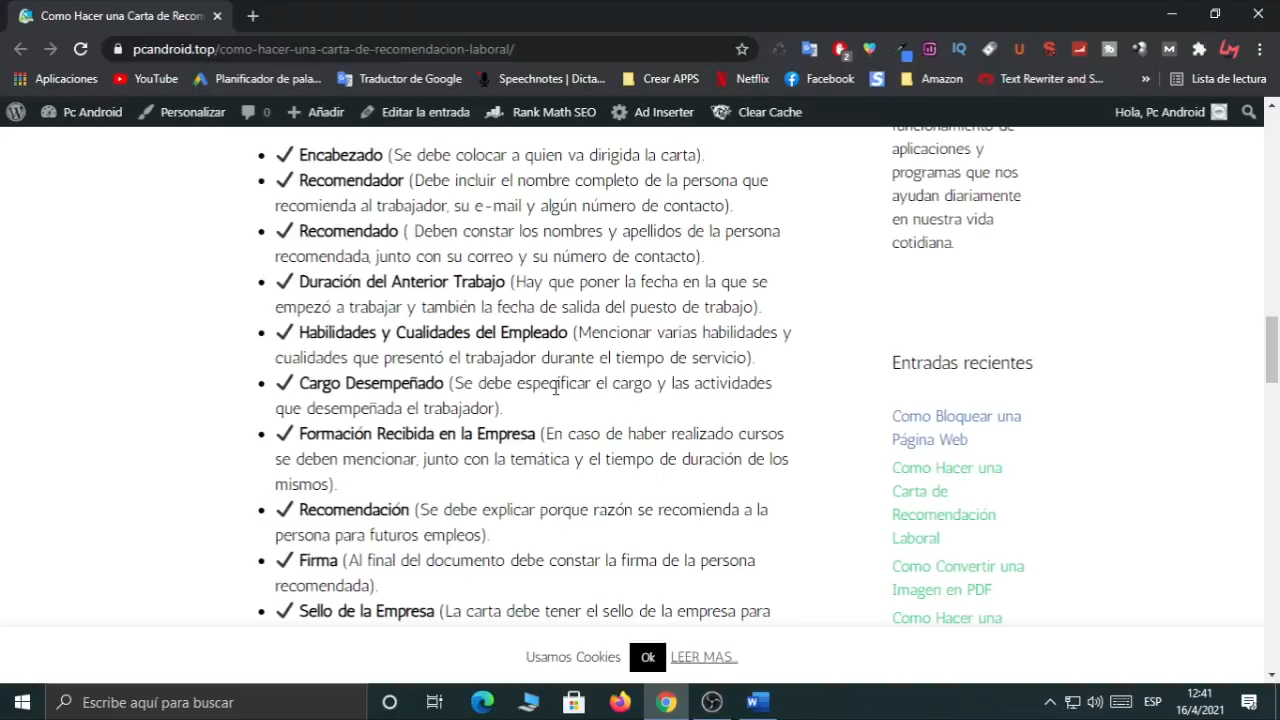 Como Hacer una Carta de Recom
pcandroid.top/como-hacer-una-carta-de-recomendacion-laboral/
Aplicaciones
YouTube
Planificador de pala...
Traductor de Google
Speechnotes | Dicta...
Crear APPS
Netflix
Facebook
Amazon
Text Rewriter and S...
»
Lista de lectura
Pc Android
Personalizar
0
Añadir
Editar la entrada
Rank Math SEO
Ad Inserter
Clear Cache
Hola, Pc Android
• ✔ Encabezado (Se debe colocar a quien va dirigida la carta).
• ✔ Recomendador (Debe incluir el nombre completo de la persona que
recomienda al trabajador, su e-mail y algún número de contacto).
• ✔ Recomendado ( Deben constar los nombres y apellidos de la persona
recomendada, junto con su correo y su número de contacto).
• ✔ Duración del Anterior Trabajo (Hay que poner la fecha en la que se
empezó a trabajar y también la fecha de salida del puesto de trabajo).
• ✔ Habilidades y Cualidades del Empleado (Mencionar varias habilidades y
cualidades que presentó el trabajador durante el tiempo de servicio).
• ✔ Cargo Desempeñado (Se debe especificar el cargo y las actividades
que desempeñada el trabajador).
• ✔ Formación Recibida en la Empresa (En caso de haber realizado cursos
se deben mencionar, junto con la temática y el tiempo de duración de los
mismos).
• ✔ Recomendación (Se debe explicar porque razón se recomienda a la
persona para futuros empleos).
• ✔ Firma (Al final del documento debe constar la firma de la persona
recomendada).
• ✔ Sello de la Empresa (La carta debe tener el sello de la empresa para
funcionamiento de
aplicaciones y
programas que nos
ayudan diariamente
en nuestra vida
cotidiana.
Entradas recientes
Como Bloquear una
Página Web
Como Hacer una
Carta de
Recomendación
Laboral
Como Convertir una
Imagen en PDF
Como Hacer una
Usamos Cookies
Ok
LEER MAS..
Escribe aquí para buscar
ESP
12:41
16/4/2021